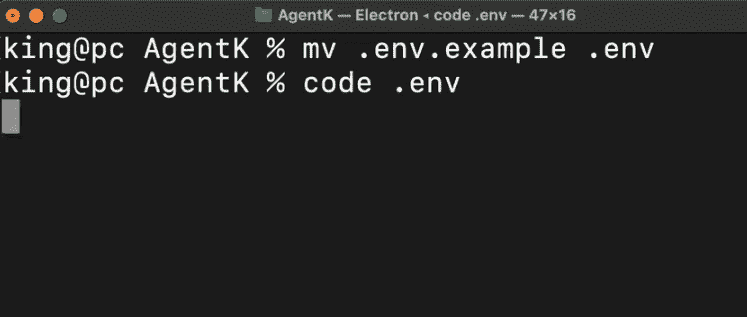 AgentK — Electron ◂ code .env — 47×16
king@pc AgentK % mv .env.example .env
king@pc AgentK % code .env